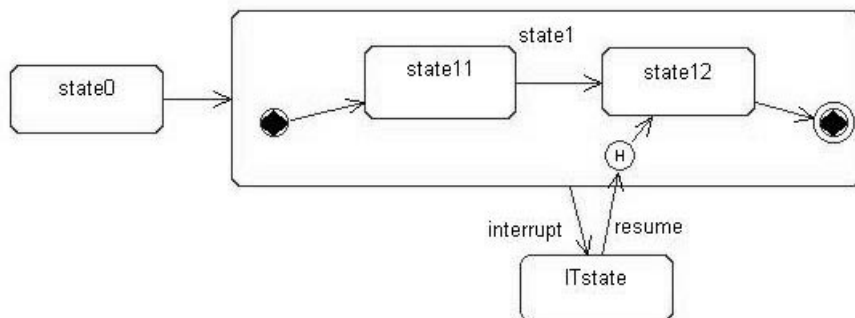 state1
state11
state12
state0
H
interrupt
resume
ITstate